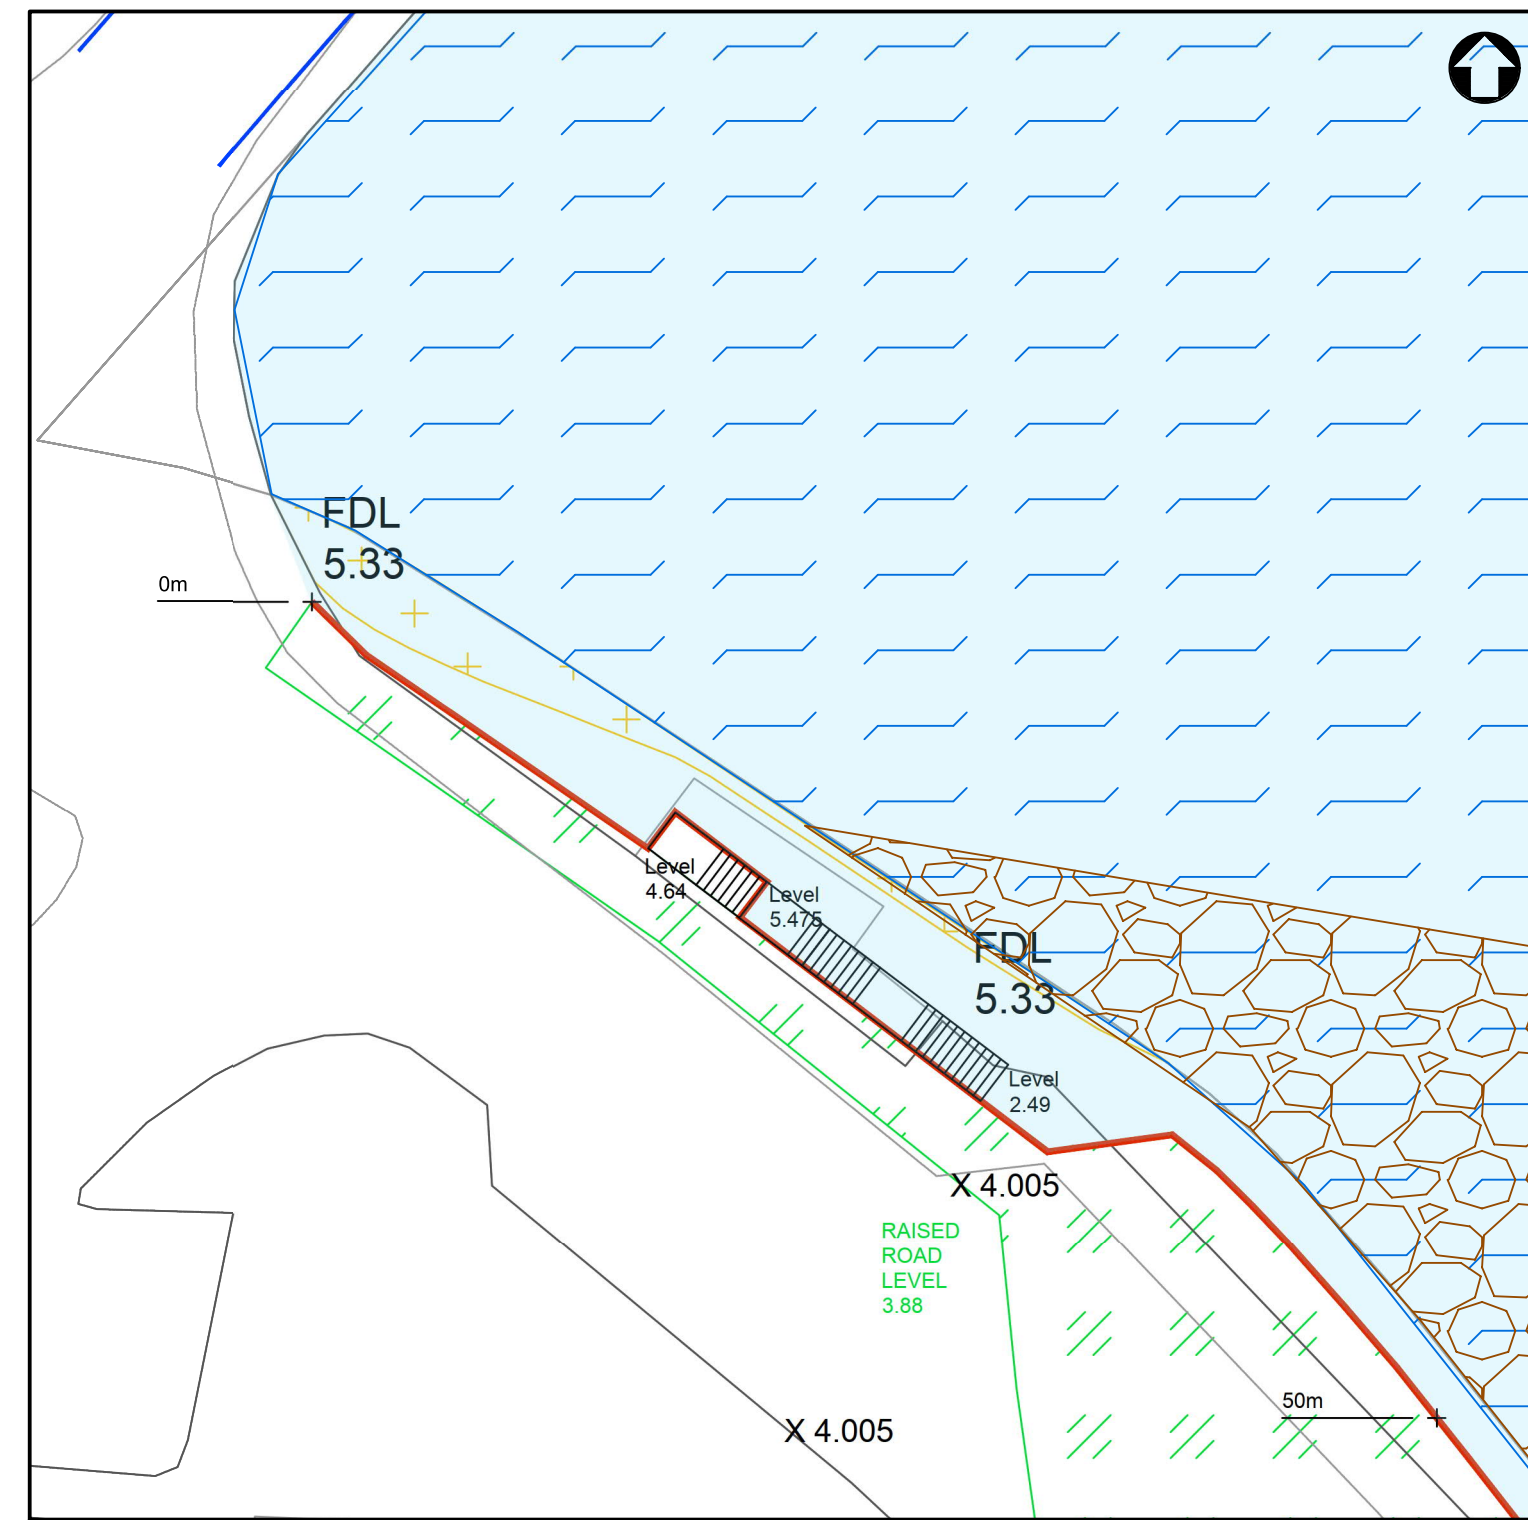 FDL
5.33
0m
Level
4.64
Level
5.475
FDL
5.33
Level
2.49
X 4.005
RAISED
ROAD
LEVEL
3.88
50m
X 4.005